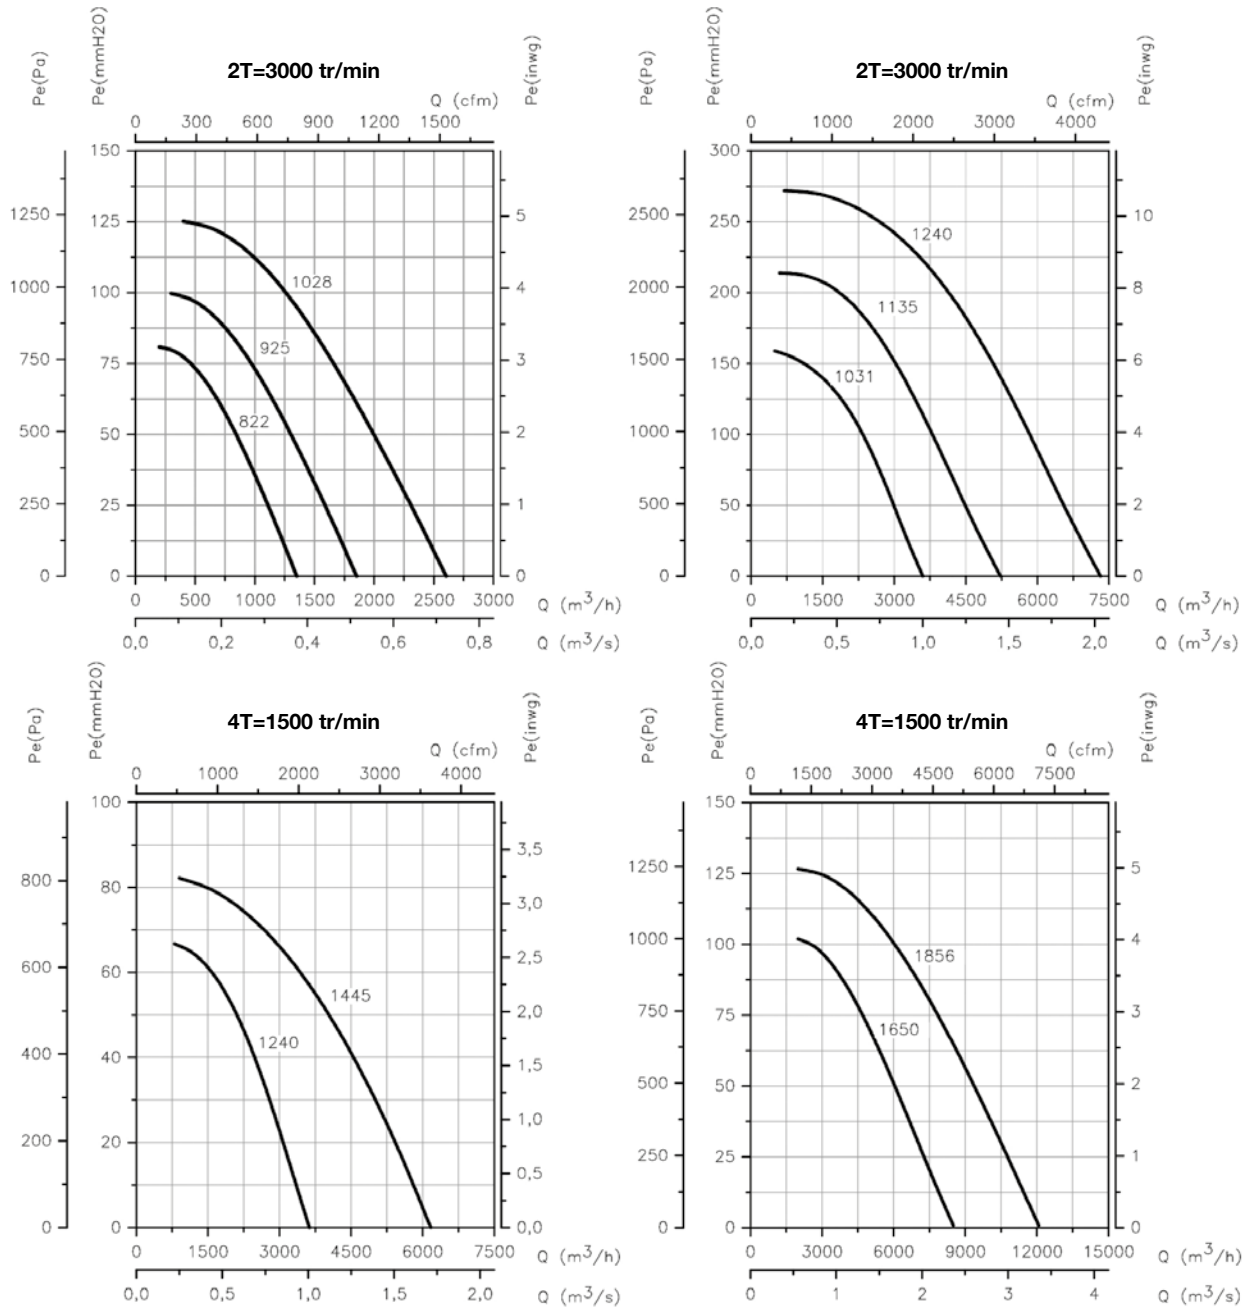 2T=3000 tr/min
Pe(Pa)
Pe(mmH2O)
Pe(inwg)
Q (cfm)
0 300 600 900 1200 1500
150
125
100
75
50
25
0
1250
1000
750
500
250
0
5
4
3
2
1
0
1028
925
822
0 500 1000 1500 2000 2500 3000 Q (m³/h)
0,0 0,2 0,4 0,6 0,8 Q (m³/s)
2T=3000 tr/min
Pe(Pa)
Pe(mmH2O)
Pe(inwg)
Q (cfm)
0 1000 2000 3000 4000
300
250
200
150
100
50
0
2500
2000
1500
1000
500
0
10
8
6
4
2
0
1240
1135
1031
0 1500 3000 4500 6000 7500 Q (m³/h)
0,0 0,5 1,0 1,5 2,0 Q (m³/s)
4T=1500 tr/min
Pe(Pa)
Pe(mmH2O)
Pe(inwg)
Q (cfm)
0 1000 2000 3000 4000
100
80
60
40
20
0
800
600
400
200
0
3,5
3,0
2,5
2,0
1,5
1,0
0,5
0,0
1445
1240
0 1500 3000 4500 6000 7500 Q (m³/h)
0,0 0,5 1,0 1,5 2,0 Q (m³/s)
4T=1500 tr/min
Pe(Pa)
Pe(mmH2O)
Pe(inwg)
Q (cfm)
0 1500 3000 4500 6000 7500
150
125
100
75
50
25
0
1250
1000
750
500
250
0
5
4
3
2
1
0
1856
1650
0 3000 6000 9000 12000 15000 Q (m³/h)
0 1 2 3 4 Q (m³/s)